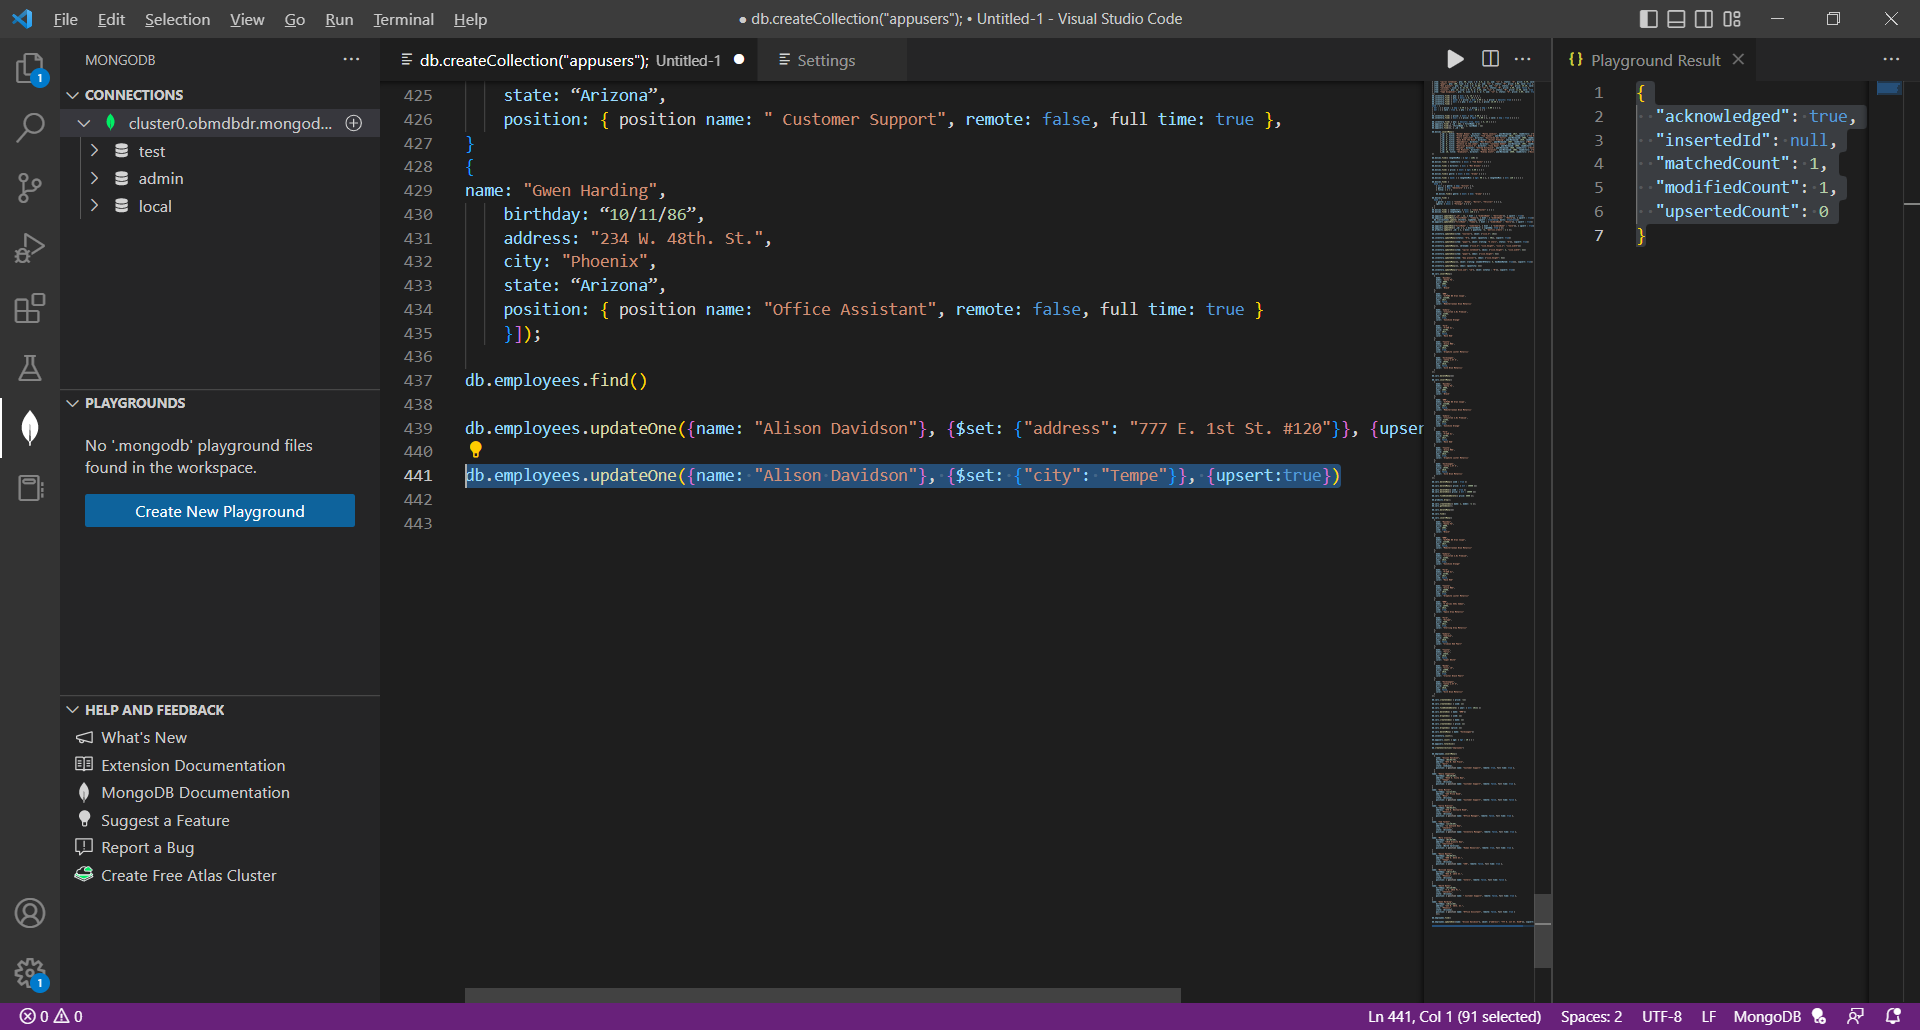 File Edit Selection View Go Run Terminal Help
● db.createCollection("appusers"); • Untitled-1 - Visual Studio Code
MONGODB
CONNECTIONS
cluster0.obmdbdr.mongod...
test
admin
local
PLAYGROUNDS
No '.mongodb' playground files
found in the workspace.
Create New Playground
HELP AND FEEDBACK
What's New
Extension Documentation
MongoDB Documentation
Suggest a Feature
Report a Bug
Create Free Atlas Cluster
1
1
db.createCollection("appusers"); Untitled-1
Settings
425 state: “Arizona”,
426 position: { position name: " Customer Support", remote: false, full time: true },
427 }
428 {
429 name: "Gwen Harding",
430 birthday: “10/11/86”,
431 address: "234 W. 48th. St.",
432 city: "Phoenix",
433 state: “Arizona”,
434 position: { position name: "Office Assistant", remote: false, full time: true }
435 }]);
436
437 db.employees.find()
438
439 db.employees.updateOne({name: "Alison Davidson"}, {$set: {"address": "777 E. 1st St. #120"}}, {upser
440
441 db.employees.updateOne({name: "Alison Davidson"}, {$set: {"city": "Tempe"}}, {upsert:true})
442
443
{} Playground Result
1 {
2 "acknowledged": true,
3 "insertedId": null,
4 "matchedCount": 1,
5 "modifiedCount": 1,
6 "upsertedCount": 0
7 }
0 0
Ln 441, Col 1 (91 selected) Spaces: 2 UTF-8 LF MongoDB